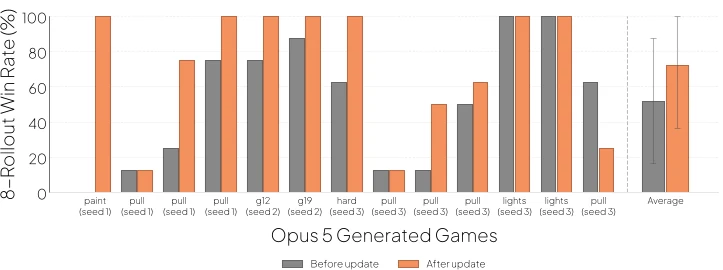 8-Rollout Win Rate (%)
100
80
60
40
20
0
paint pull pull pull g12 g19 hard pull pull pull lights lights pull Average
(seed 1) (seed 1) (seed 1) (seed 1) (seed 2) (seed 2) (seed 3) (seed 3) (seed 3) (seed 3) (seed 3) (seed 3) (seed 3)
Opus 5 Generated Games
Before update After update